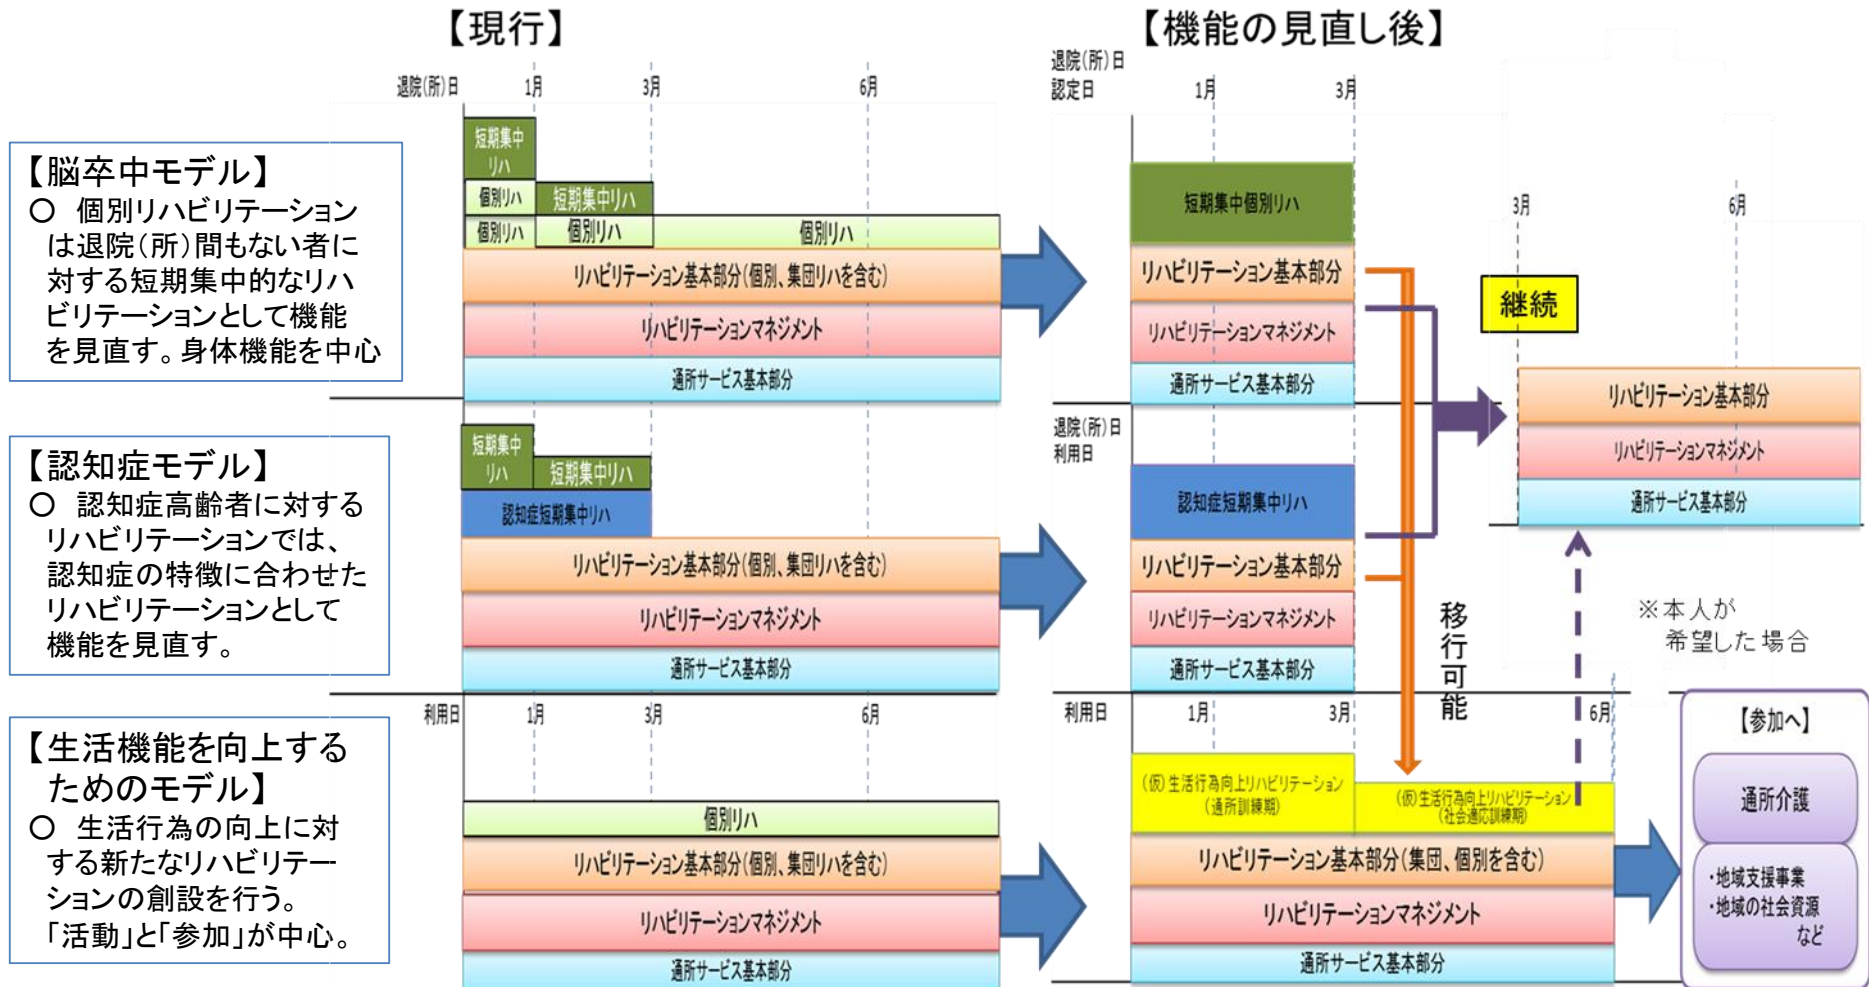 【現行】
【機能の見直し後】
【脳卒中モデル】
○ 個別リハビリテーション
は退院(所)間もない者に
対する短期集中的なリハ
ビリテーションとして機能
を見直す。身体機能を中心
退院(所)日
1月
3月
6月
短期集中
リハ
個別リハ
短期集中リハ
個別リハ
個別リハ
個別リハ
リハビリテーション基本部分(個別、集団リハを含む)
リハビリテーションマネジメント
通所サービス基本部分
退院(所)日
認定日
1月
3月
短期集中個別リハ
リハビリテーション基本部分
リハビリテーションマネジメント
通所サービス基本部分
3月
6月
継続
リハビリテーション基本部分
リハビリテーションマネジメント
通所サービス基本部分
【認知症モデル】
○ 認知症高齢者に対する
リハビリテーションでは、
認知症の特徴に合わせた
リハビリテーションとして
機能を見直す。
短期集中
リハ
短期集中リハ
認知症短期集中リハ
リハビリテーション基本部分(個別、集団リハを含む)
リハビリテーションマネジメント
通所サービス基本部分
退院(所)日
利用日
認知症短期集中リハ
リハビリテーション基本部分
リハビリテーションマネジメント
通所サービス基本部分
移行可能
※本人が
希望した場合
【生活機能を向上する
ためのモデル】
○ 生活行為の向上に対
する新たなリハビリテー
ションの創設を行う。
「活動」と「参加」が中心。
利用日
1月
3月
6月
個別リハ
リハビリテーション基本部分(個別、集団リハを含む)
リハビリテーションマネジメント
通所サービス基本部分
利用日
1月
3月
6月
(仮)生活行為向上リハビリテーション
(通所訓練期)
(仮)生活行為向上リハビリテーション
(社会適応訓練期)
リハビリテーション基本部分(集団、個別を含む)
リハビリテーションマネジメント
通所サービス基本部分
【参加へ】
通所介護
・地域支援事業
・地域の社会資源
など